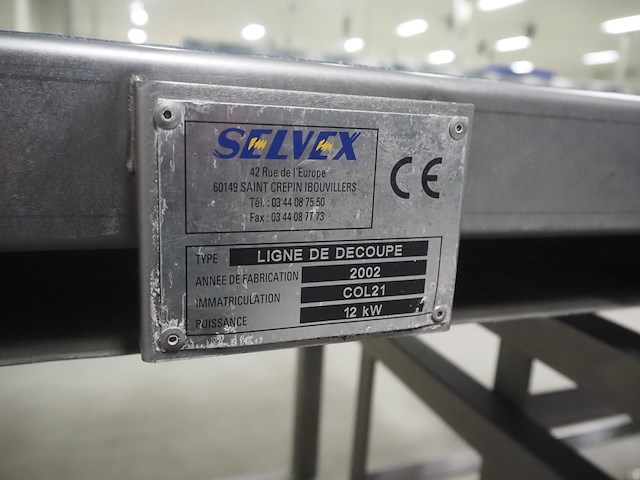 SELVEX
42 Rue de l'Europe
60149 SAINT CREPIN IBOUVILLERS
Tél. : 03 44 08 75 50
Fax : 03 44 08 77 73
CE
TYPE LIGNE DE DECOUPE
ANNEE DE FABRICATION 2002
IMMATRICULATION COL21
PUISSANCE 12 kW